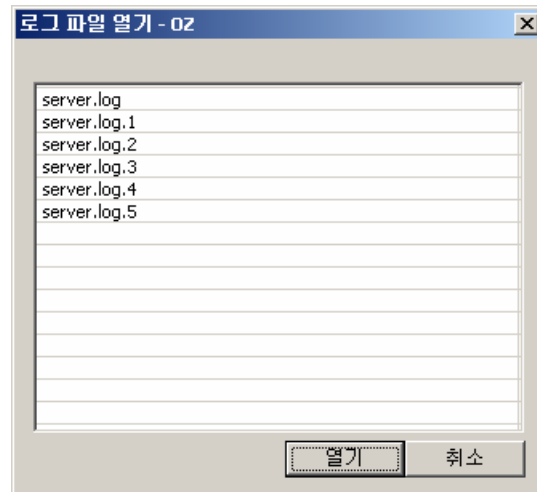 로그 파일 열기 - OZ
server.log
server.log.1
server.log.2
server.log.3
server.log.4
server.log.5
열기 취소